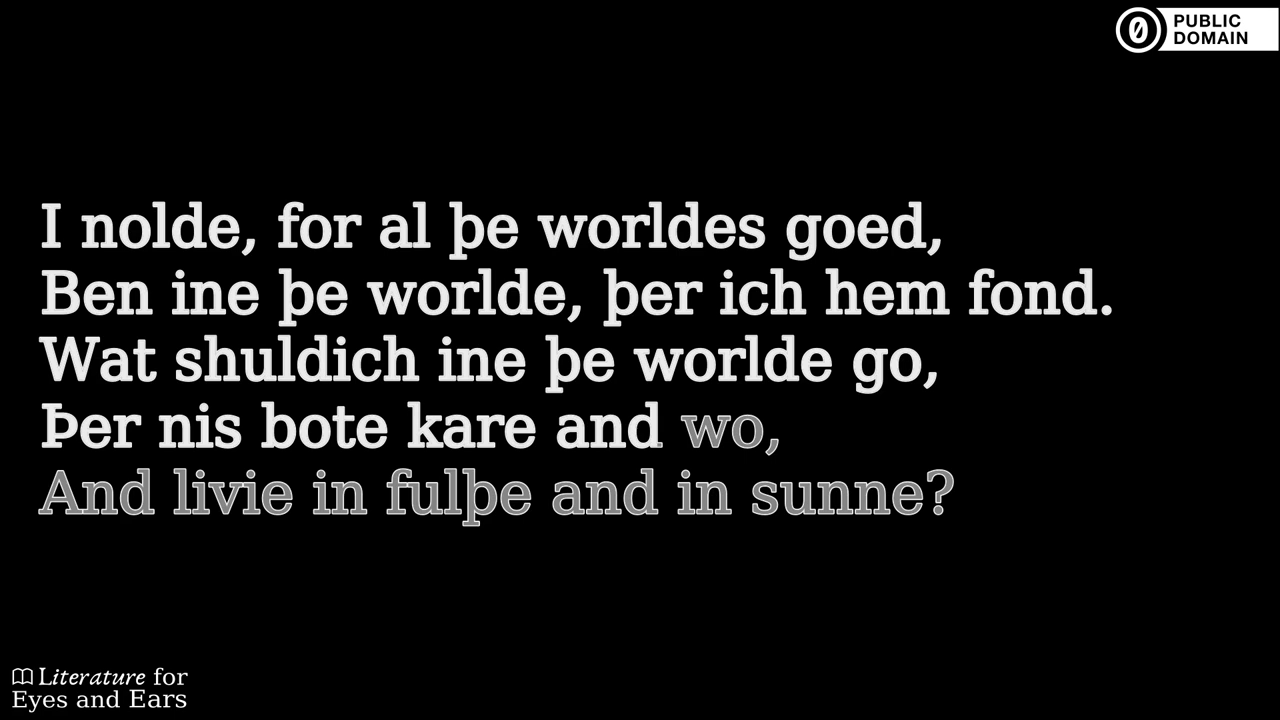 PUBLIC
DOMAIN
I nolde, for al þe worldes goed,
Ben ine þe worlde, þer ich hem fond.
Wat shuldich ine þe worlde go,
Þer nis bote kare and wo,
And livie in fulþe and in sunne?
Literature for
Eyes and Ears